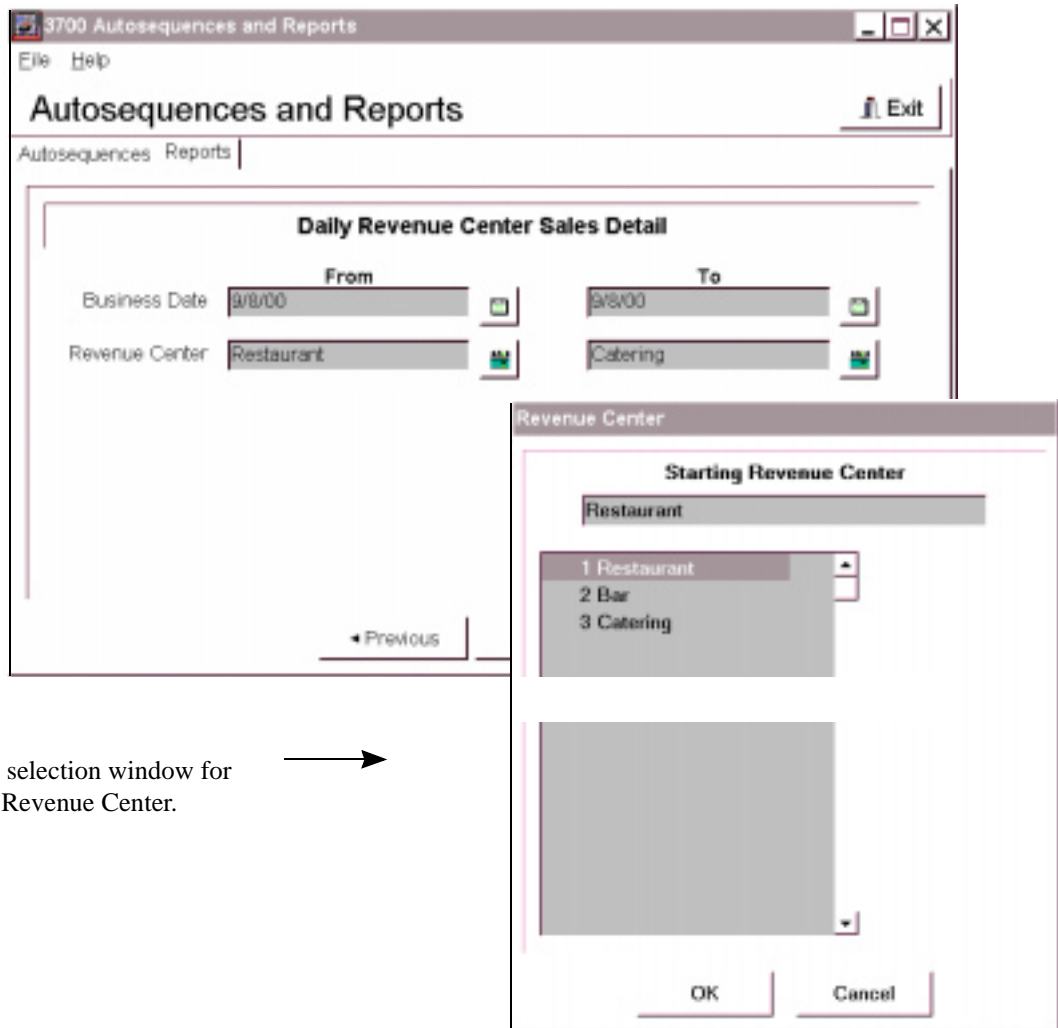 3700 Autosequences and Reports
File Help
Autosequences and Reports
Exit
Autosequences Reports
Daily Revenue Center Sales Detail
From To
Business Date 9/8/00 9/8/00
Revenue Center Restaurant Catering
Previous
Revenue Center
Starting Revenue Center
Restaurant
1 Restaurant
2 Bar
3 Catering
selection window for
Revenue Center.
OK Cancel